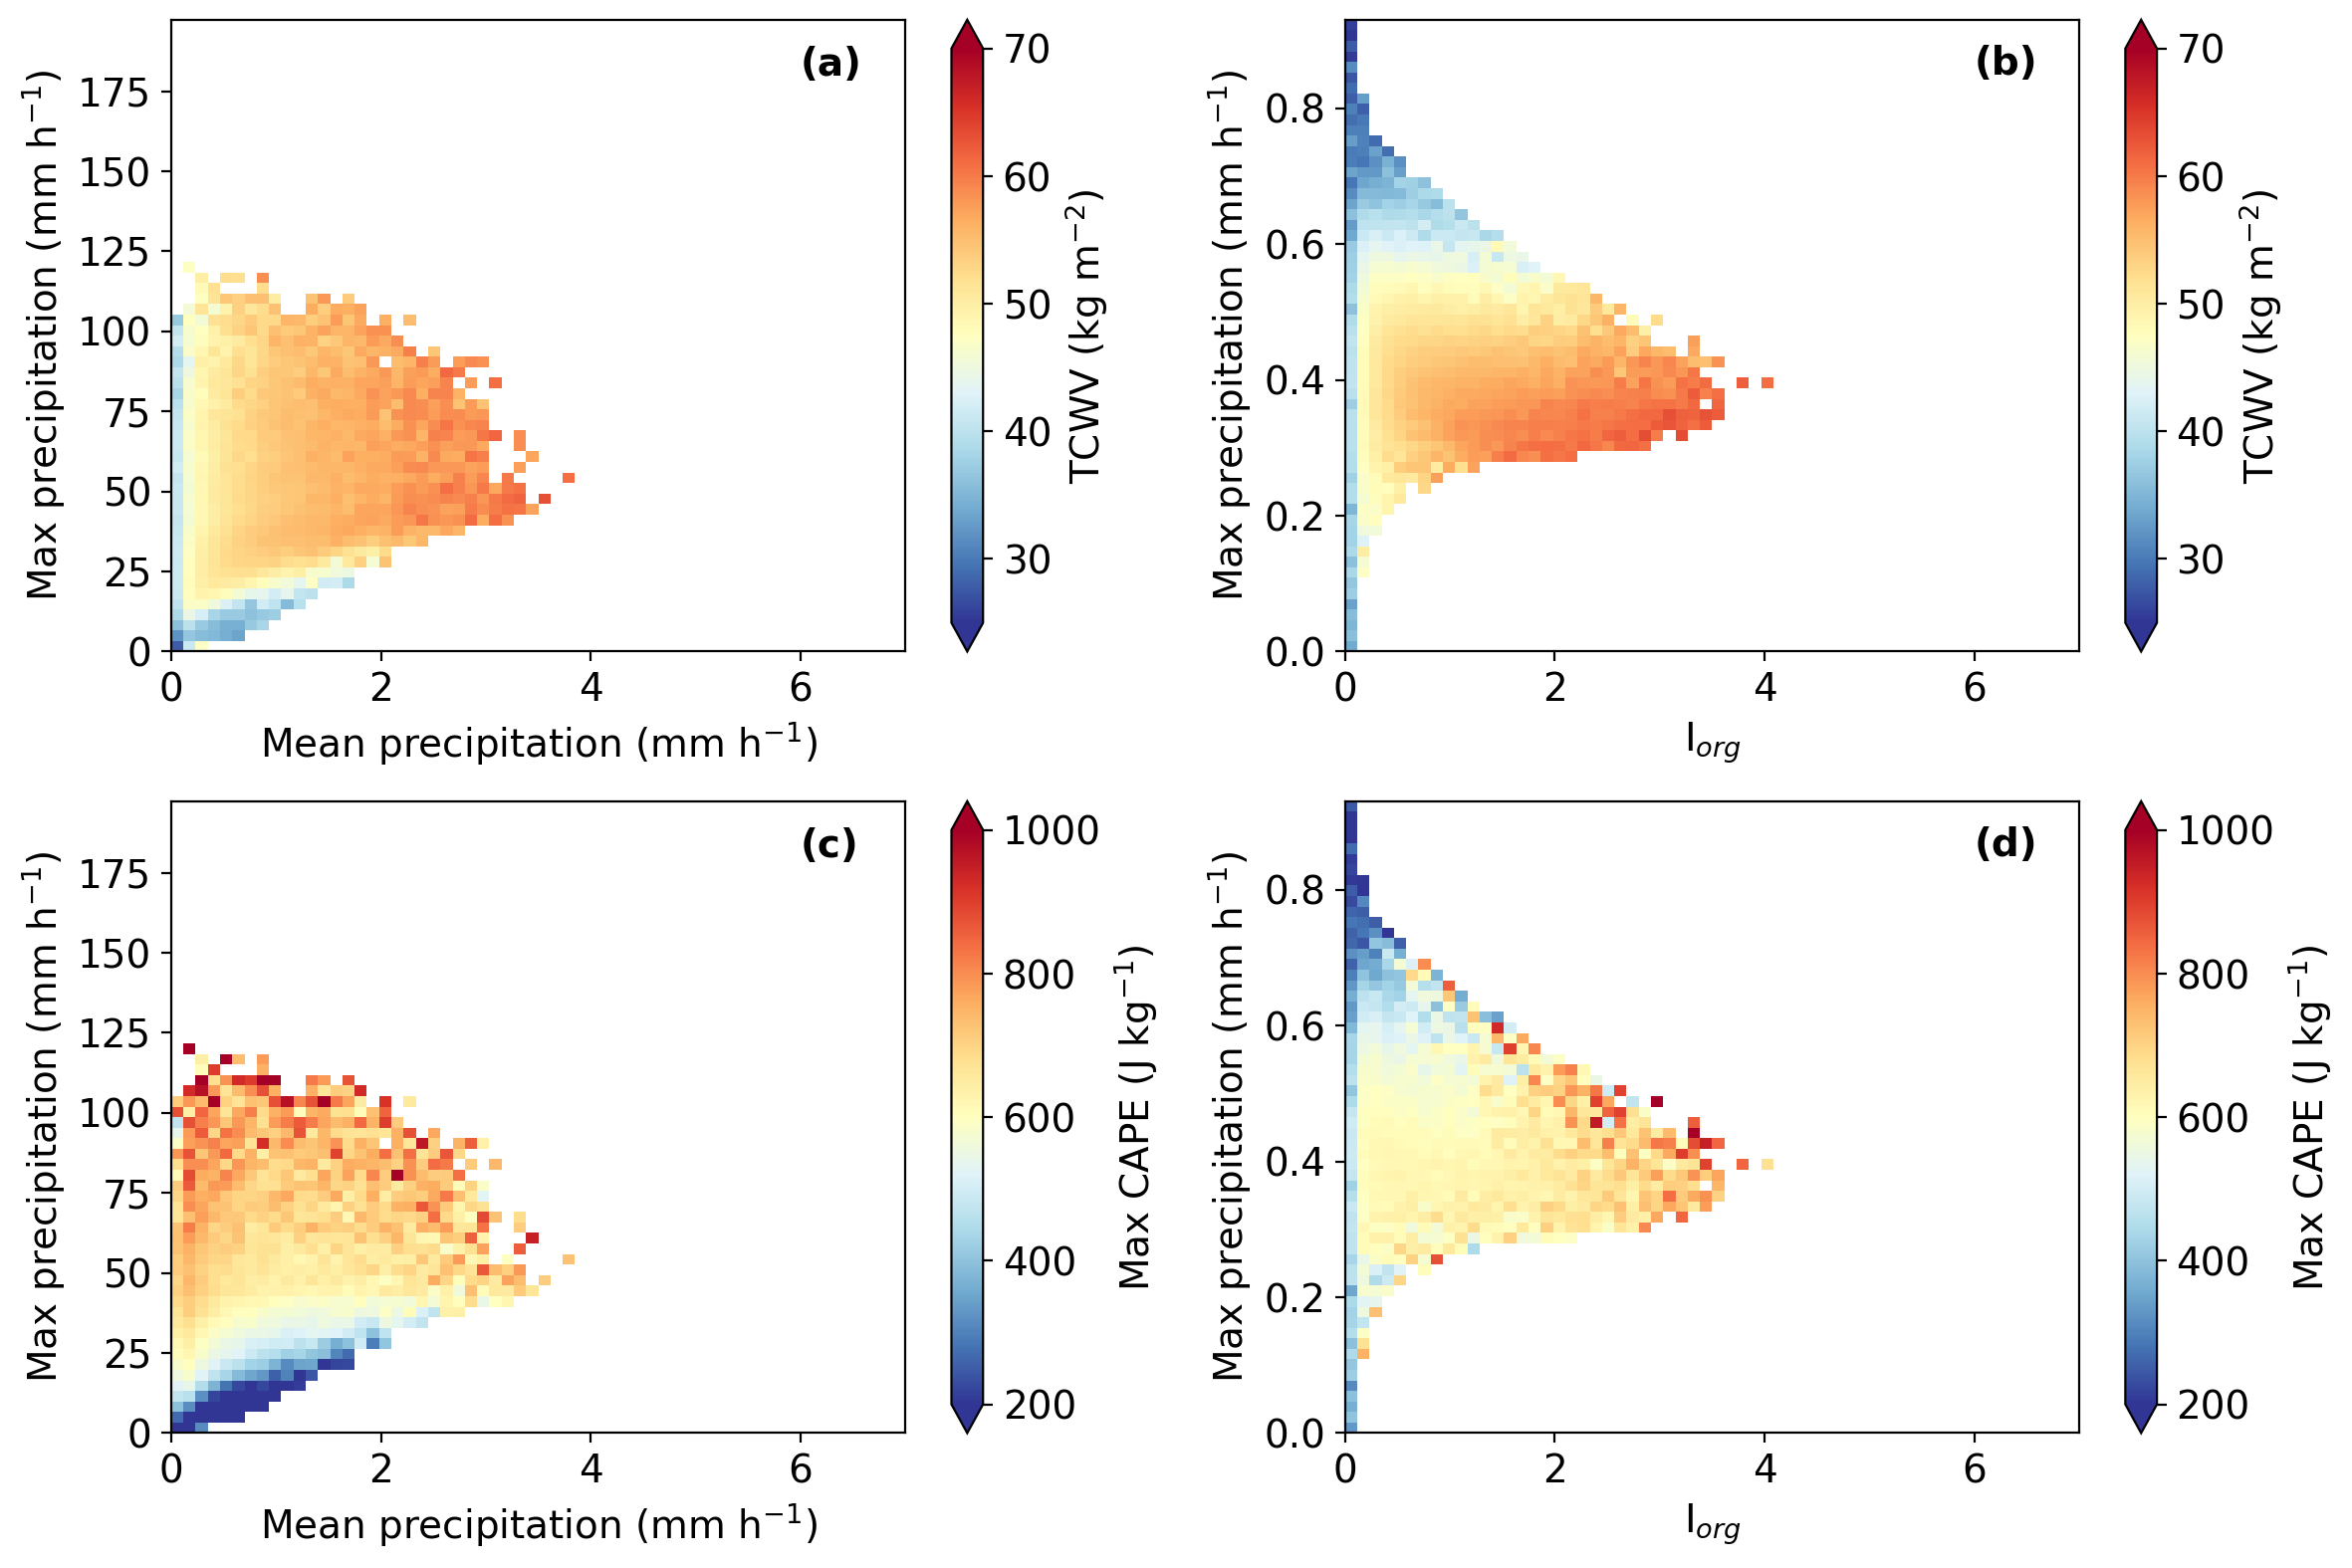 (a)
175
150
125
100
75
50
25
0
Max precipitation (mm h⁻¹)
0 2 4 6
Mean precipitation (mm h⁻¹)
70
60
50
40
30
TCWV (kg m⁻²)
(b)
0.8
0.6
0.4
0.2
0.0
Max precipitation (mm h⁻¹)
0 2 4 6
I_org
70
60
50
40
30
TCWV (kg m⁻²)
(c)
175
150
125
100
75
50
25
0
Max precipitation (mm h⁻¹)
0 2 4 6
Mean precipitation (mm h⁻¹)
1000
800
600
400
200
Max CAPE (J kg⁻¹)
(d)
0.8
0.6
0.4
0.2
0.0
Max precipitation (mm h⁻¹)
0 2 4 6
I_org
1000
800
600
400
200
Max CAPE (J kg⁻¹)